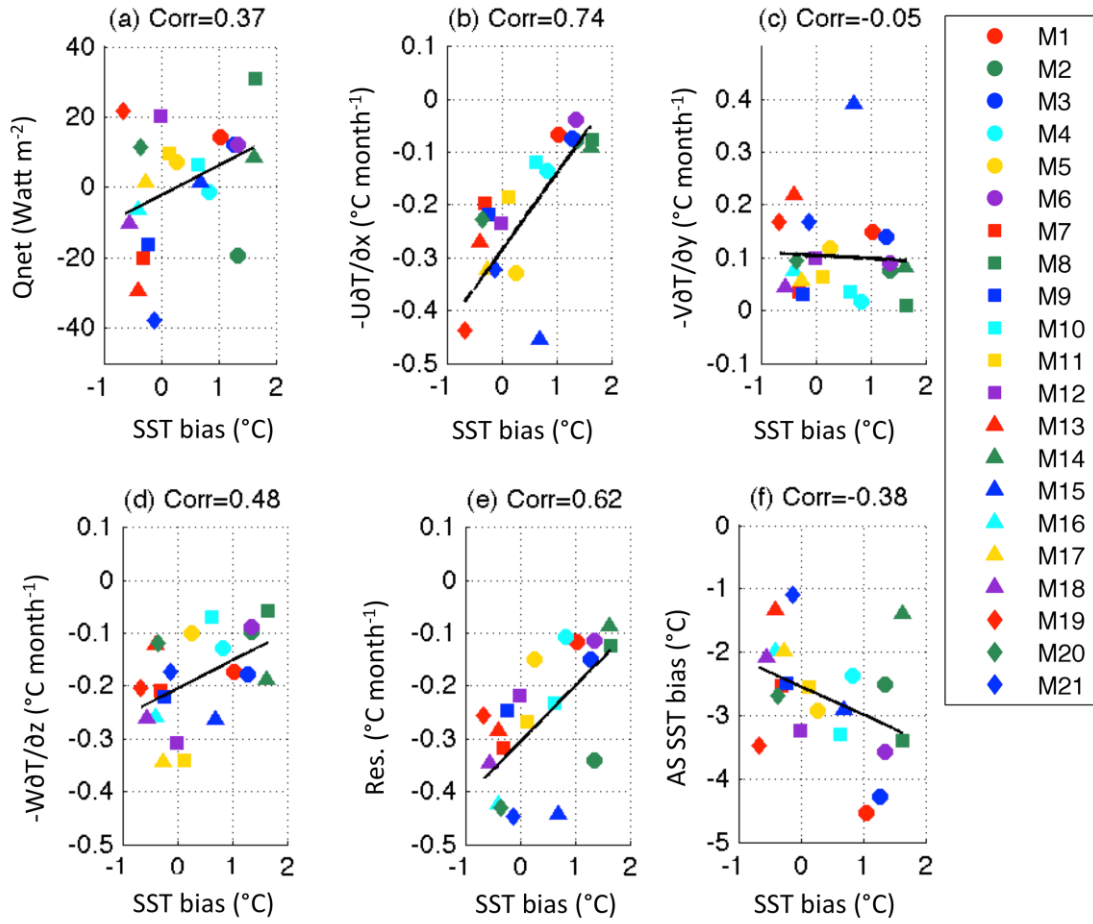 (a) Corr=0.37
40
20
0
-20
-40
-1 0 1 2
Qnet (Watt m⁻²)
SST bias (°C)
(b) Corr=0.74
0
-0.1
-0.2
-0.3
-0.4
-0.5
-1 0 1 2
-U∂T/∂x (°C month⁻¹)
SST bias (°C)
(c) Corr=-0.05
0.4
0.3
0.2
0.1
0
0.1
-1 0 1 2
-V∂T/∂y (°C month⁻¹)
SST bias (°C)
(d) Corr=0.48
0.1
0
-0.1
-0.2
-0.3
-0.4
-0.5
-1 0 1 2
-W∂T/∂z (°C month⁻¹)
SST bias (°C)
(e) Corr=0.62
0.1
0
-0.1
-0.2
-0.3
-0.4
-0.5
-1 0 1 2
Res. (°C month⁻¹)
SST bias (°C)
(f) Corr=-0.38
-0
-1
-2
-3
-4
-5
-1 0 1 2
AS SST bias (°C)
SST bias (°C)
M1
M2
M3
M4
M5
M6
M7
M8
M9
M10
M11
M12
M13
M14
M15
M16
M17
M18
M19
M20
M21